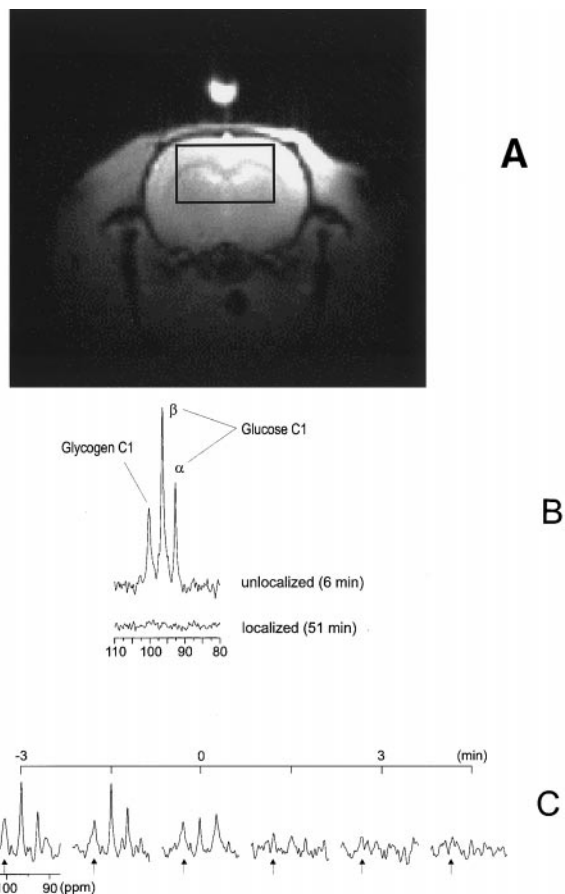 A
β
Glycogen C1
Glucose C1
α
B
unlocalized (6 min)
localized (51 min)
110 100 90 80
-3 0 3 (min)
C
100 90 (ppm)